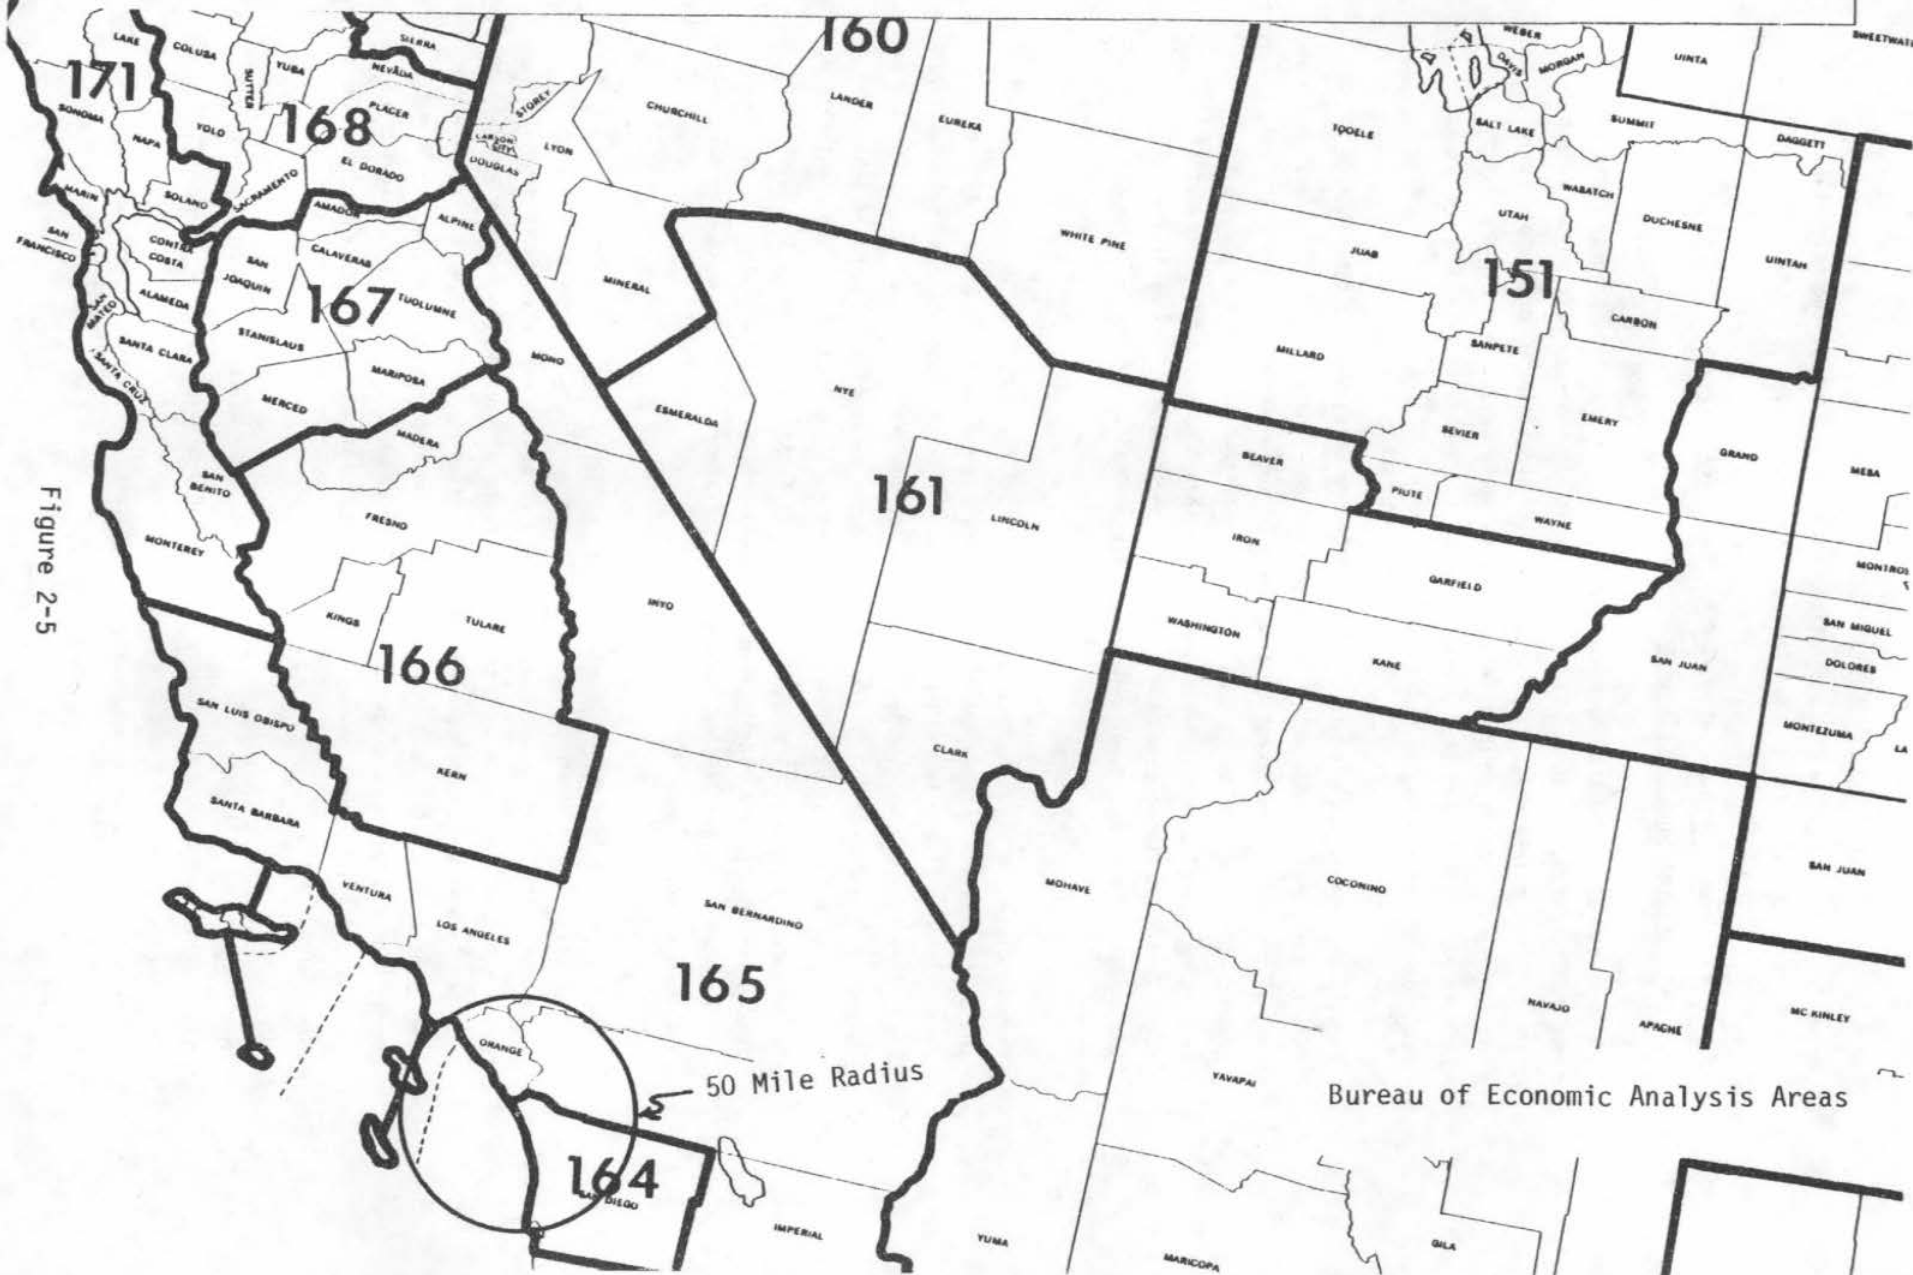 160
LAKE
COLUSA
SIERRA
171
SUTTER
YUBA
NEVADA
SONOMA
PLACER
NAPA
YOLO
168
EL DORADO
MARIN
SOLANO
SACRAMENTO
STOREY
CARSON
CITY
LYON
DOUGLAS
CHURCHILL
LANDER
EUREKA
WHITE PINE
MINERAL
TOOELE
WEBER
DAVIS
MORGAN
SALT LAKE
SUMMIT
UINTA
SWEETWAT
DAGGETT
WASATCH
UTAH
DUCHESNE
UINTAH
JUAB
151
CARBON
SANPETE
MILLARD
SEVIER
EMERY
GRAND
MESA
SAN
FRANCISCO
CONTRA
COSTA
SAN
MATEO
ALAMEDA
SANTA CLARA
SANTA CRUZ
SAN
JOAQUIN
AMADOR
ALPINE
CALAVERAS
167
TUOLUMNE
STANISLAUS
MARIPOSA
MERCED
MONO
MADERA
SAN
BENITO
MONTEREY
FRESNO
KINGS
TULARE
166
INYO
ESMERALDA
NYE
161
LINCOLN
CLARK
BEAVER
PIUTE
WAYNE
IRON
GARFIELD
WASHINGTON
KANE
SAN JUAN
MONTROS
SAN MIGUEL
DOLORES
MONTEZUMA
LA
Figure 2-5
SAN LUIS OBISPO
KERN
SANTA BARBARA
VENTURA
LOS ANGELES
SAN BERNARDINO
165
ORANGE
50 Mile Radius
164
SAN DIEGO
IMPERIAL
MOHAVE
COCONINO
NAVAJO
APACHE
SAN JUAN
MC KINLEY
YAVAPAI
Bureau of Economic Analysis Areas
YUMA
MARICOPA
GILA